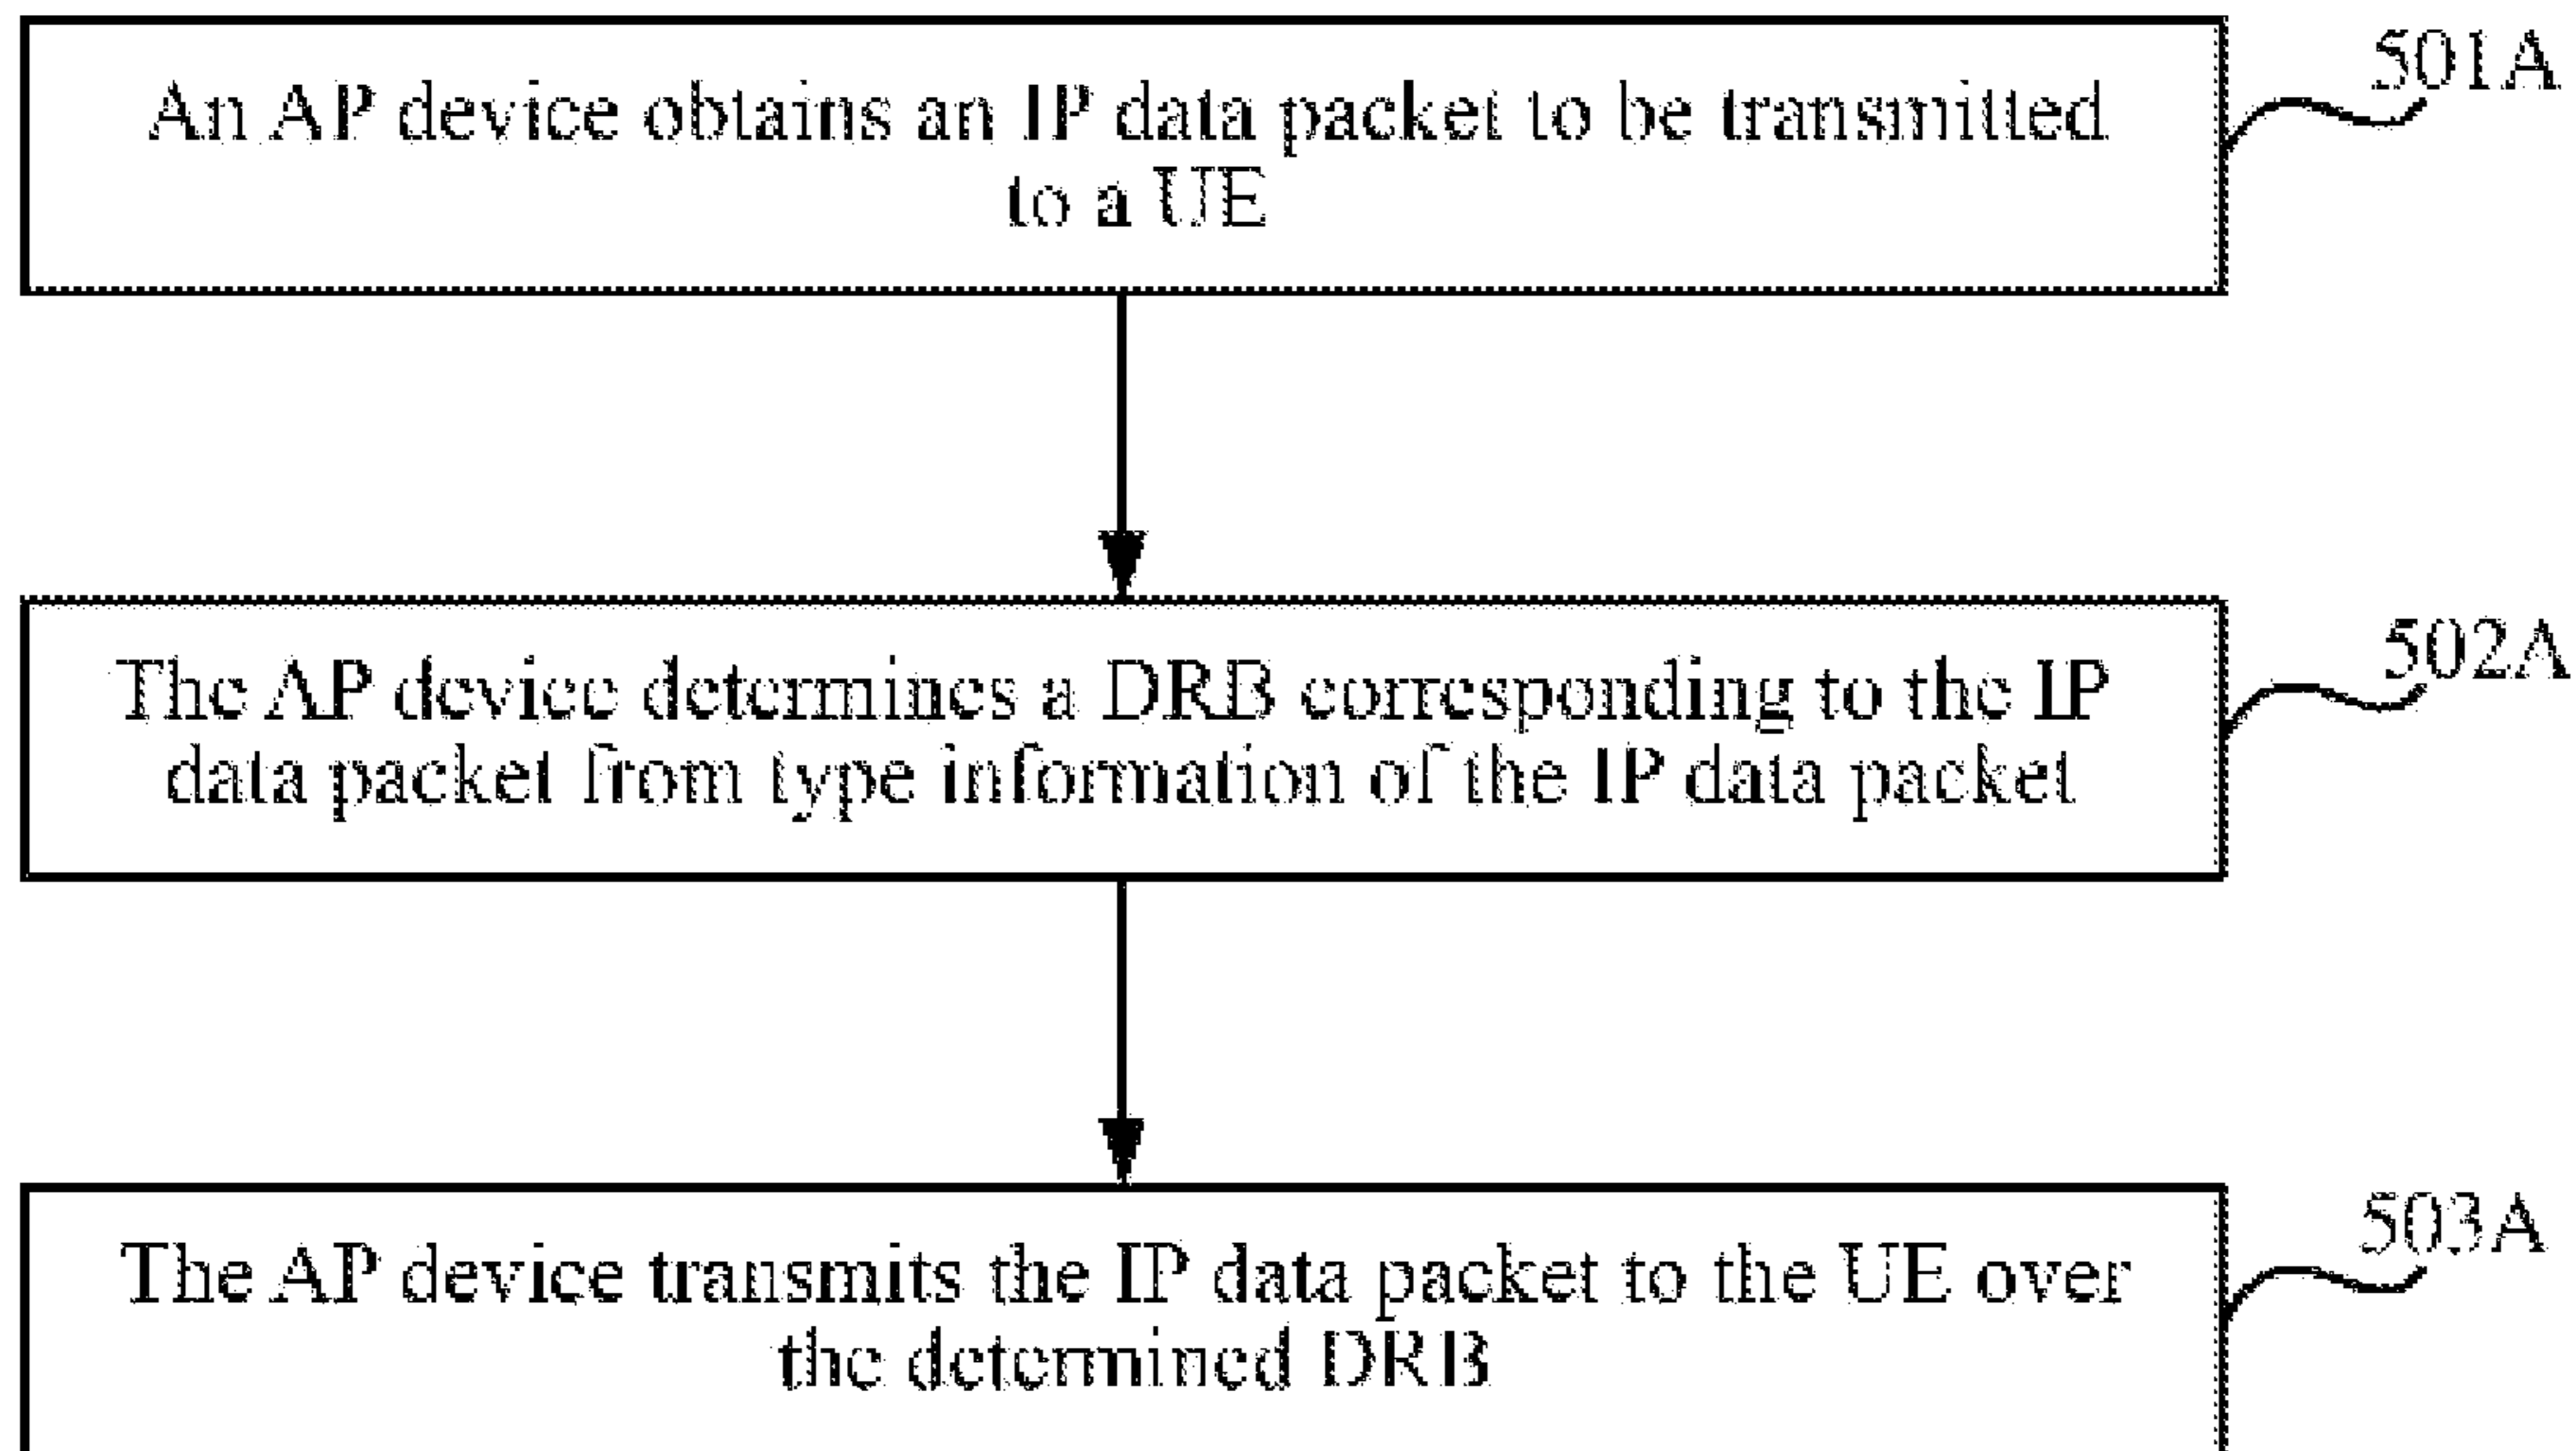 An AP device obtains an IP data packet to be transmitted
to a UE
501A
The AP device determines a DRB corresponding to the IP
data packet from type information of the IP data packet
502A
The AP device transmits the IP data packet to the UE over
the determined DRB
503A